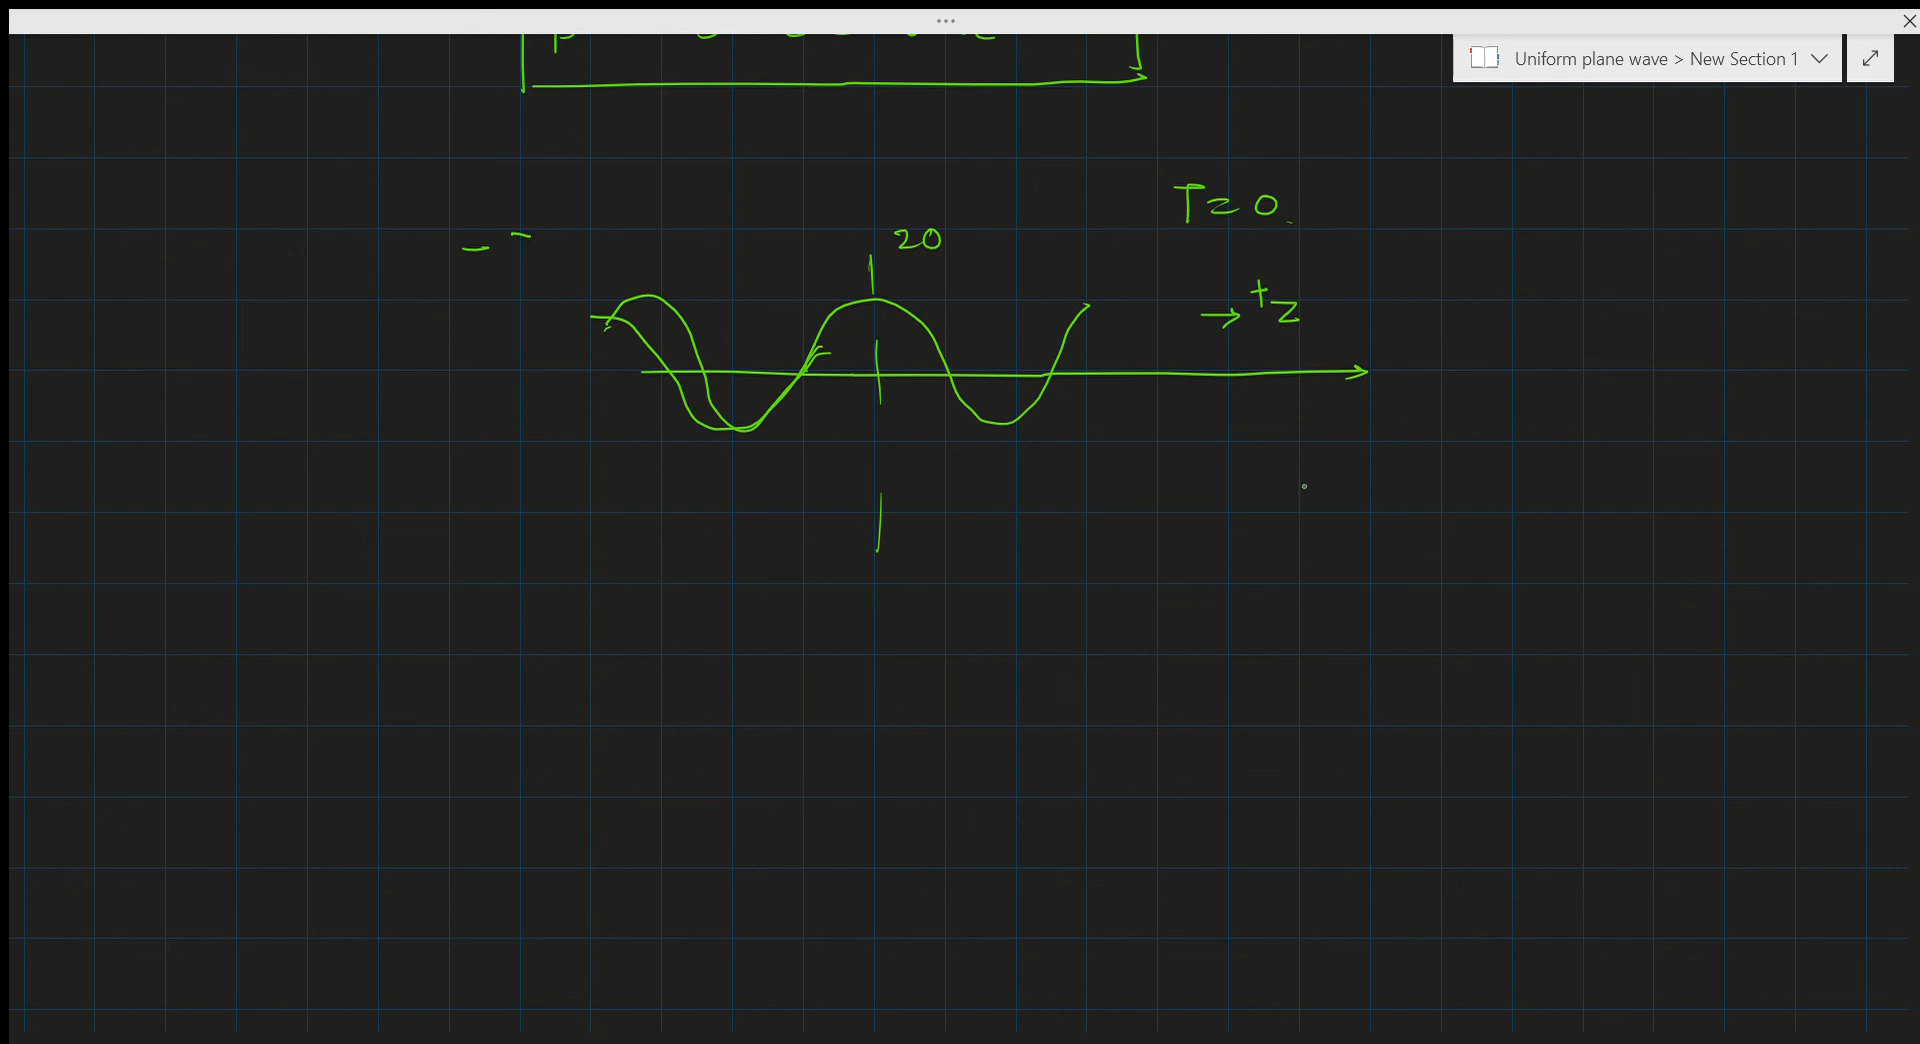 Uniform plane wave > New Section 1
T = 0
20
→ +z